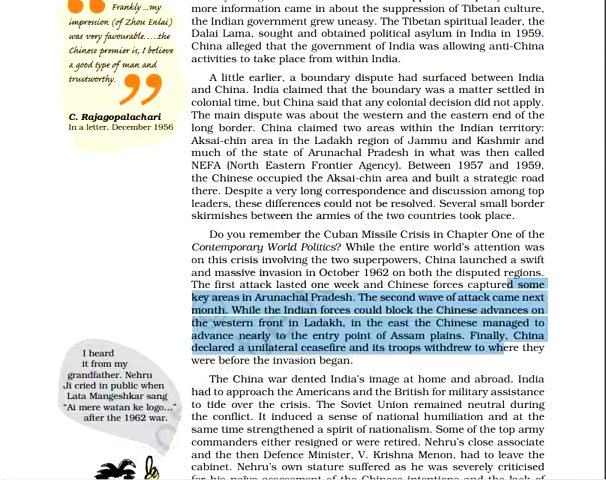 Frankly ...my
impression (of Zhou Enlai)
was very favourable.....the
Chinese premier is, I believe
a good type of man and
trustworthy.
C. Rajagopalachari
In a letter, December 1956
more information came in about the suppression of Tibetan culture,
the Indian government grew uneasy. The Tibetan spiritual leader, the
Dalai Lama, sought and obtained political asylum in India in 1959.
China alleged that the government of India was allowing anti-China
activities to take place from within India.
A little earlier, a boundary dispute had surfaced between India
and China. India claimed that the boundary was a matter settled in
colonial time, but China said that any colonial decision did not apply.
The main dispute was about the western and the eastern end of the
long border. China claimed two areas within the Indian territory:
Aksai-chin area in the Ladakh region of Jammu and Kashmir and
much of the state of Arunachal Pradesh in what was then called
NEFA (North Eastern Frontier Agency). Between 1957 and 1959,
the Chinese occupied the Aksai-chin area and built a strategic road
there. Despite a very long correspondence and discussion among top
leaders, these differences could not be resolved. Several small border
skirmishes between the armies of the two countries took place.
Do you remember the Cuban Missile Crisis in Chapter One of the
Contemporary World Politics? While the entire world's attention was
on this crisis involving the two superpowers, China launched a swift
and massive invasion in October 1962 on both the disputed regions.
The first attack lasted one week and Chinese forces captured some
key areas in Arunachal Pradesh. The second wave of attack came next
month. While the Indian forces could block the Chinese advances on
the western front in Ladakh, in the east the Chinese managed to
advance nearly to the entry point of Assam plains. Finally, China
declared a unilateral ceasefire and its troops withdrew to where they
were before the invasion began.
I heard
it from my
grandfather. Nehru
Ji cried in public when
Lata Mangeshkar sang
"Ai mere watan ke logo..."
after the 1962 war.
The China war dented India's image at home and abroad. India
had to approach the Americans and the British for military assistance
to tide over the crisis. The Soviet Union remained neutral during
the conflict. It induced a sense of national humiliation and at the
same time strengthened a spirit of nationalism. Some of the top army
commanders either resigned or were retired. Nehru's close associate
and the then Defence Minister, V. Krishna Menon, had to leave the
cabinet. Nehru's own stature suffered as he was severely criticised
for his naïve assessment of the Chinese intentions and the lack of